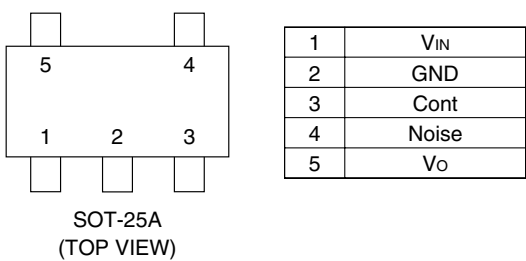 5 4
1 2 3
SOT-25A
(TOP VIEW)
1 VIN
2 GND
3 Cont
4 Noise
5 VO